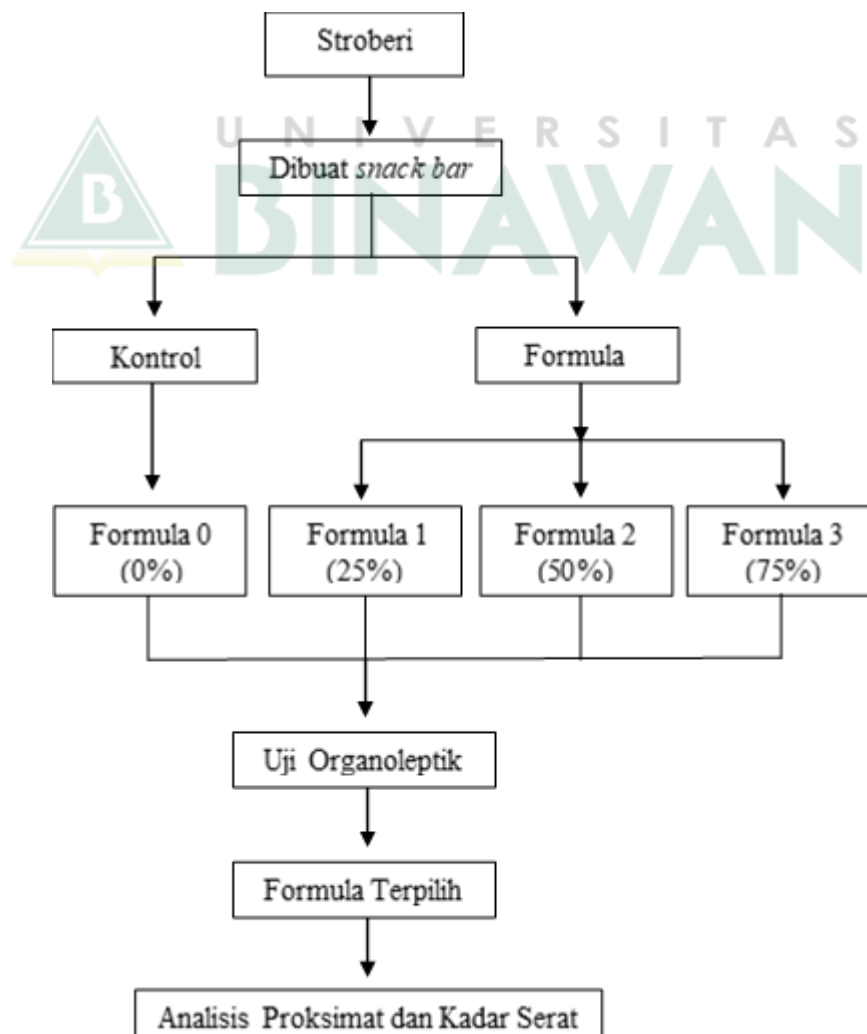 Stroberi
UNIVERSITAS
Dibuat snack bar
B
BINAWAN
Kontrol
Formula
Formula 0
(0%)
Formula 1
(25%)
Formula 2
(50%)
Formula 3
(75%)
Uji Organoleptik
Formula Terpilih
Analisis Proksimat dan Kadar Serat